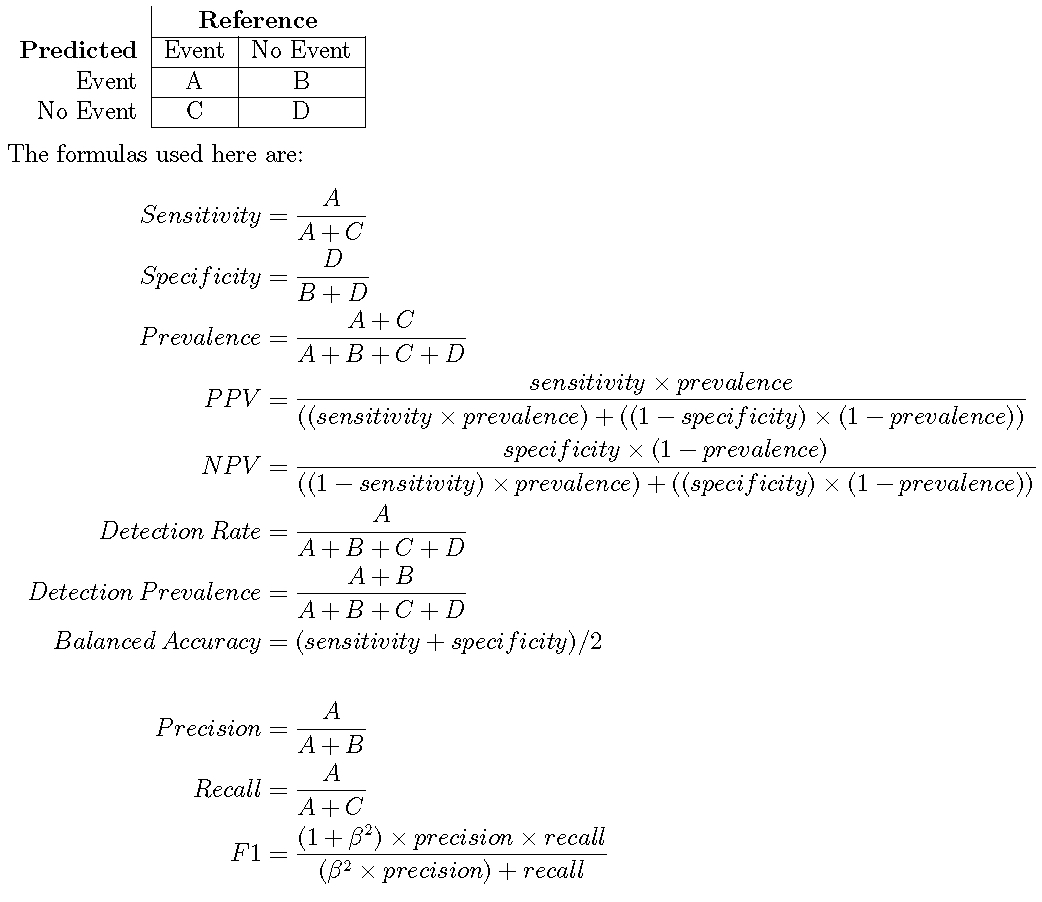 Reference
Predicted Event No Event
Event A B
No Event C D
The formulas used here are:
Sensitivity = A / (A + C)
Specificity = D / (B + D)
Prevalence = (A + C) / (A + B + C + D)
PPV = sensitivity × prevalence / ((sensitivity × prevalence) + ((1 − specificity) × (1 − prevalence))
NPV = specificity × (1 − prevalence) / ((1 − sensitivity) × prevalence) + ((specificity) × (1 − prevalence))
Detection Rate = A / (A + B + C + D)
Detection Prevalence = (A + B) / (A + B + C + D)
Balanced Accuracy = (sensitivity + specificity)/2
Precision = A / (A + B)
Recall = A / (A + C)
F1 = (1 + β²) × precision × recall / (β² × precision) + recall